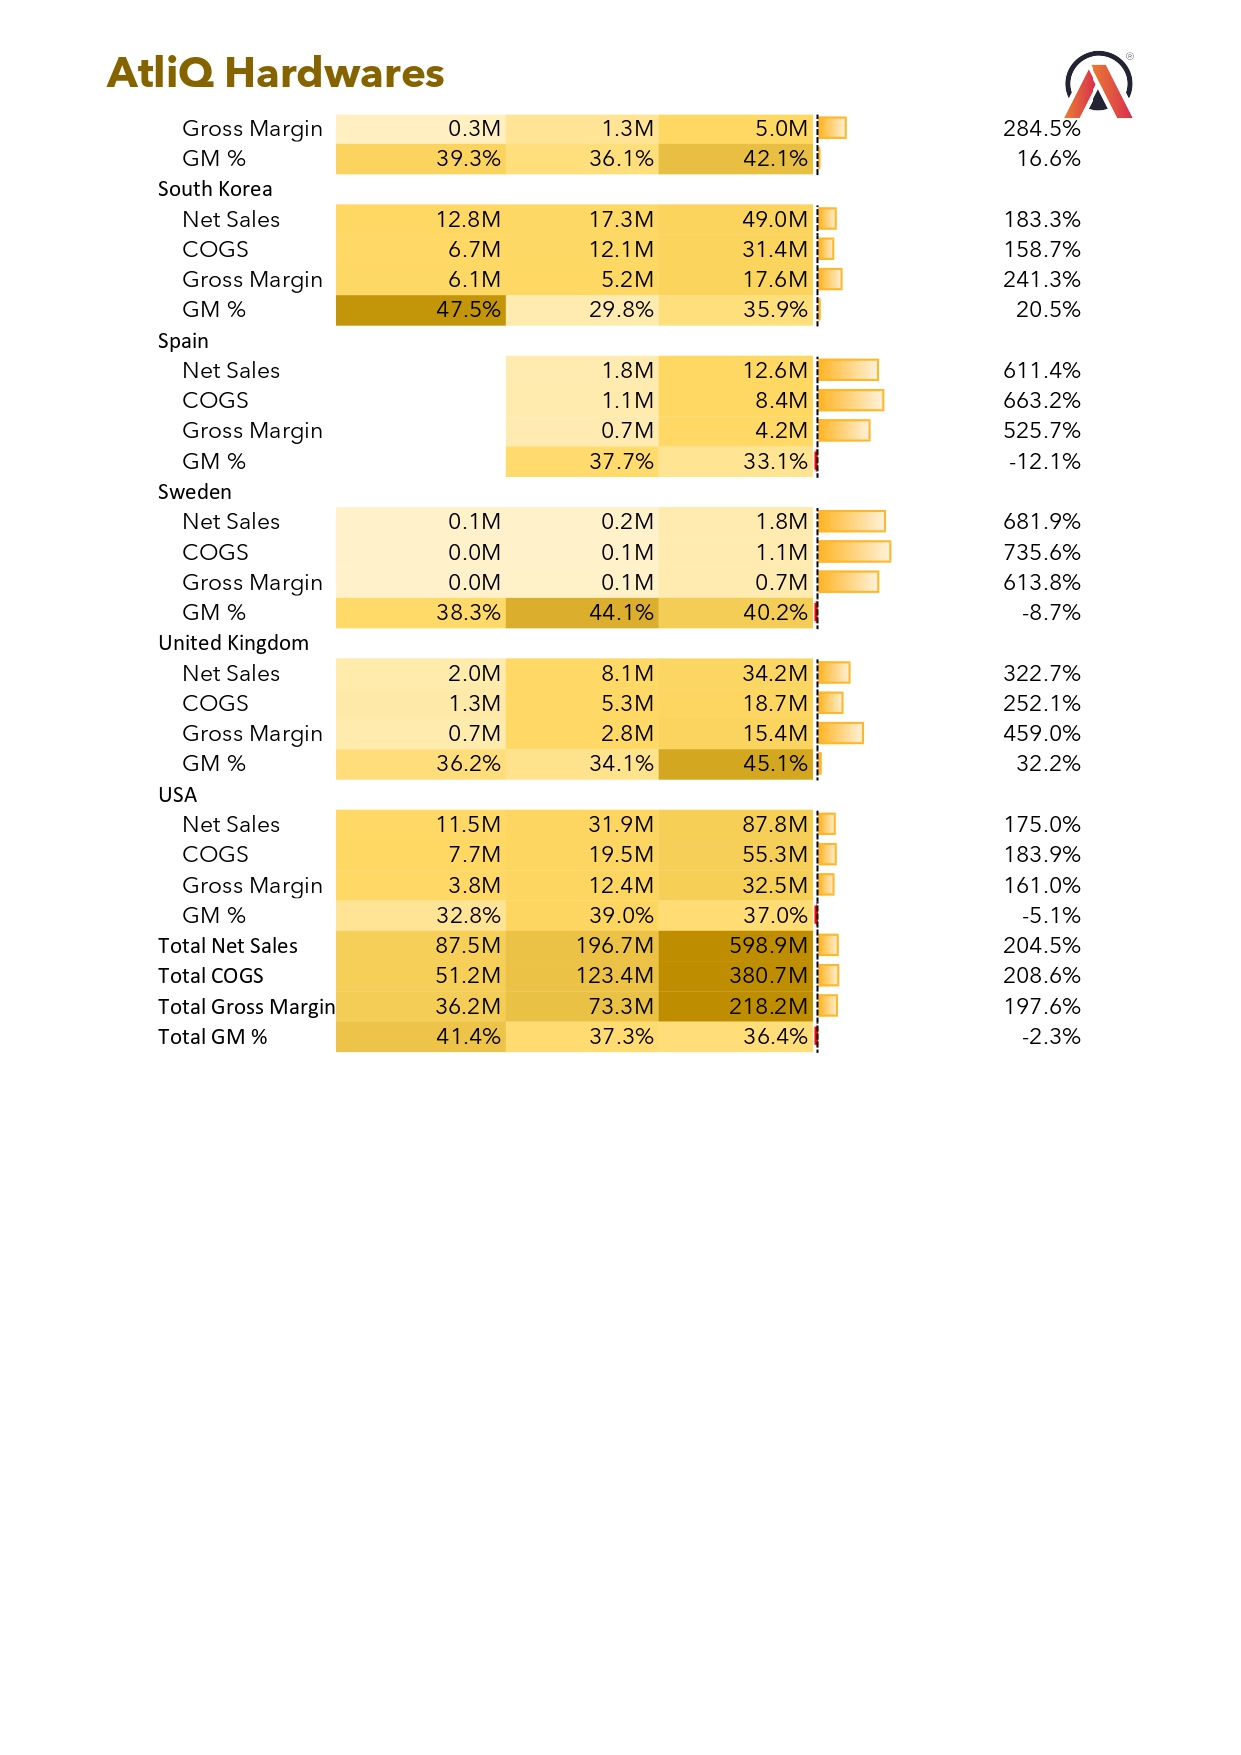 AtliQ Hardwares
®
Gross Margin 0.3M 1.3M 5.0M 284.5%
GM % 39.3% 36.1% 42.1% 16.6%
South Korea
Net Sales 12.8M 17.3M 49.0M 183.3%
COGS 6.7M 12.1M 31.4M 158.7%
Gross Margin 6.1M 5.2M 17.6M 241.3%
GM % 47.5% 29.8% 35.9% 20.5%
Spain
Net Sales 1.8M 12.6M 611.4%
COGS 1.1M 8.4M 663.2%
Gross Margin 0.7M 4.2M 525.7%
GM % 37.7% 33.1% -12.1%
Sweden
Net Sales 0.1M 0.2M 1.8M 681.9%
COGS 0.0M 0.1M 1.1M 735.6%
Gross Margin 0.0M 0.1M 0.7M 613.8%
GM % 38.3% 44.1% 40.2% -8.7%
United Kingdom
Net Sales 2.0M 8.1M 34.2M 322.7%
COGS 1.3M 5.3M 18.7M 252.1%
Gross Margin 0.7M 2.8M 15.4M 459.0%
GM % 36.2% 34.1% 45.1% 32.2%
USA
Net Sales 11.5M 31.9M 87.8M 175.0%
COGS 7.7M 19.5M 55.3M 183.9%
Gross Margin 3.8M 12.4M 32.5M 161.0%
GM % 32.8% 39.0% 37.0% -5.1%
Total Net Sales 87.5M 196.7M 598.9M 204.5%
Total COGS 51.2M 123.4M 380.7M 208.6%
Total Gross Margin 36.2M 73.3M 218.2M 197.6%
Total GM % 41.4% 37.3% 36.4% -2.3%